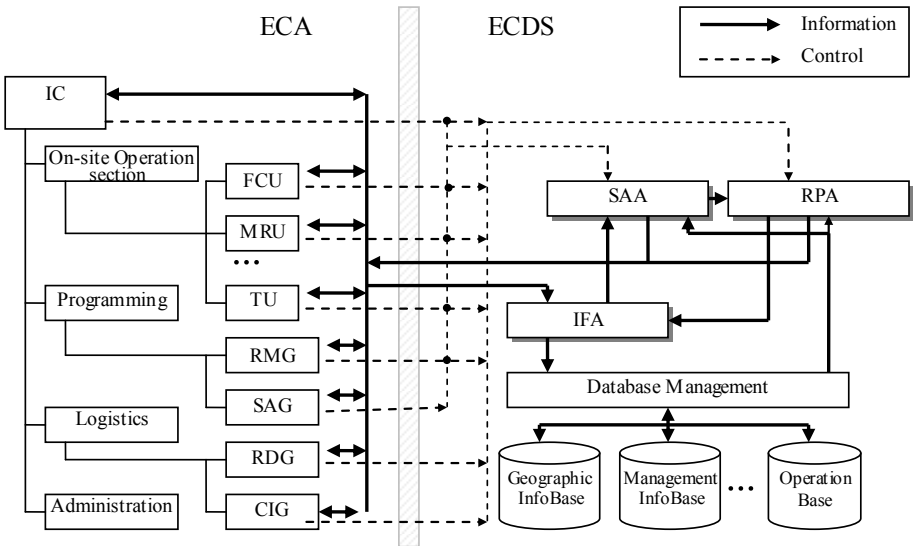 ECA
ECDS
Information
Control
IC
On-site Operation
section
FCU
MRU
...
TU
Programming
RMG
SAG
Logistics
RDG
Administration
CIG
SAA
RPA
IFA
Database Management
Geographic
InfoBase
Management
InfoBase
...
Operation
Base